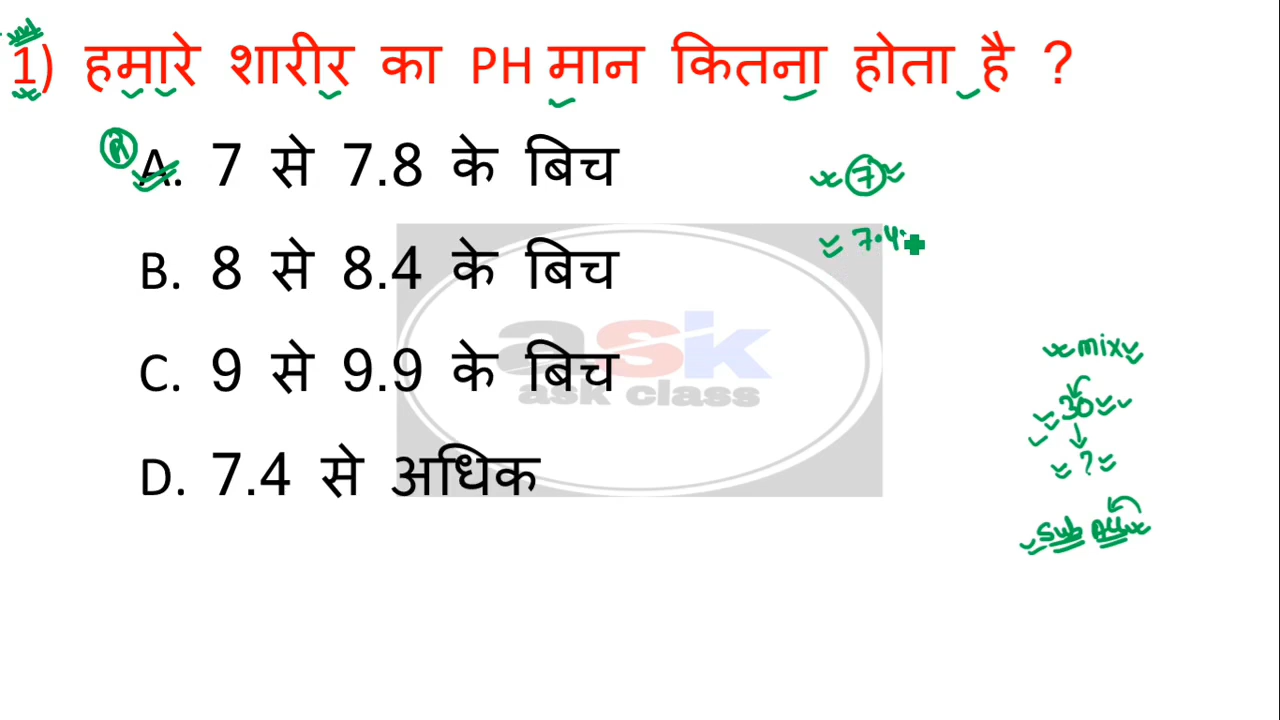 1) हमारे शारीर का PH मान कितना होता है ?
A. 7 से 7.8 के बिच
B. 8 से 8.4 के बिच
C. 9 से 9.9 के बिच
D. 7.4 से अधिक
7
7.4
mix
30
?
Sub
ask
ask class